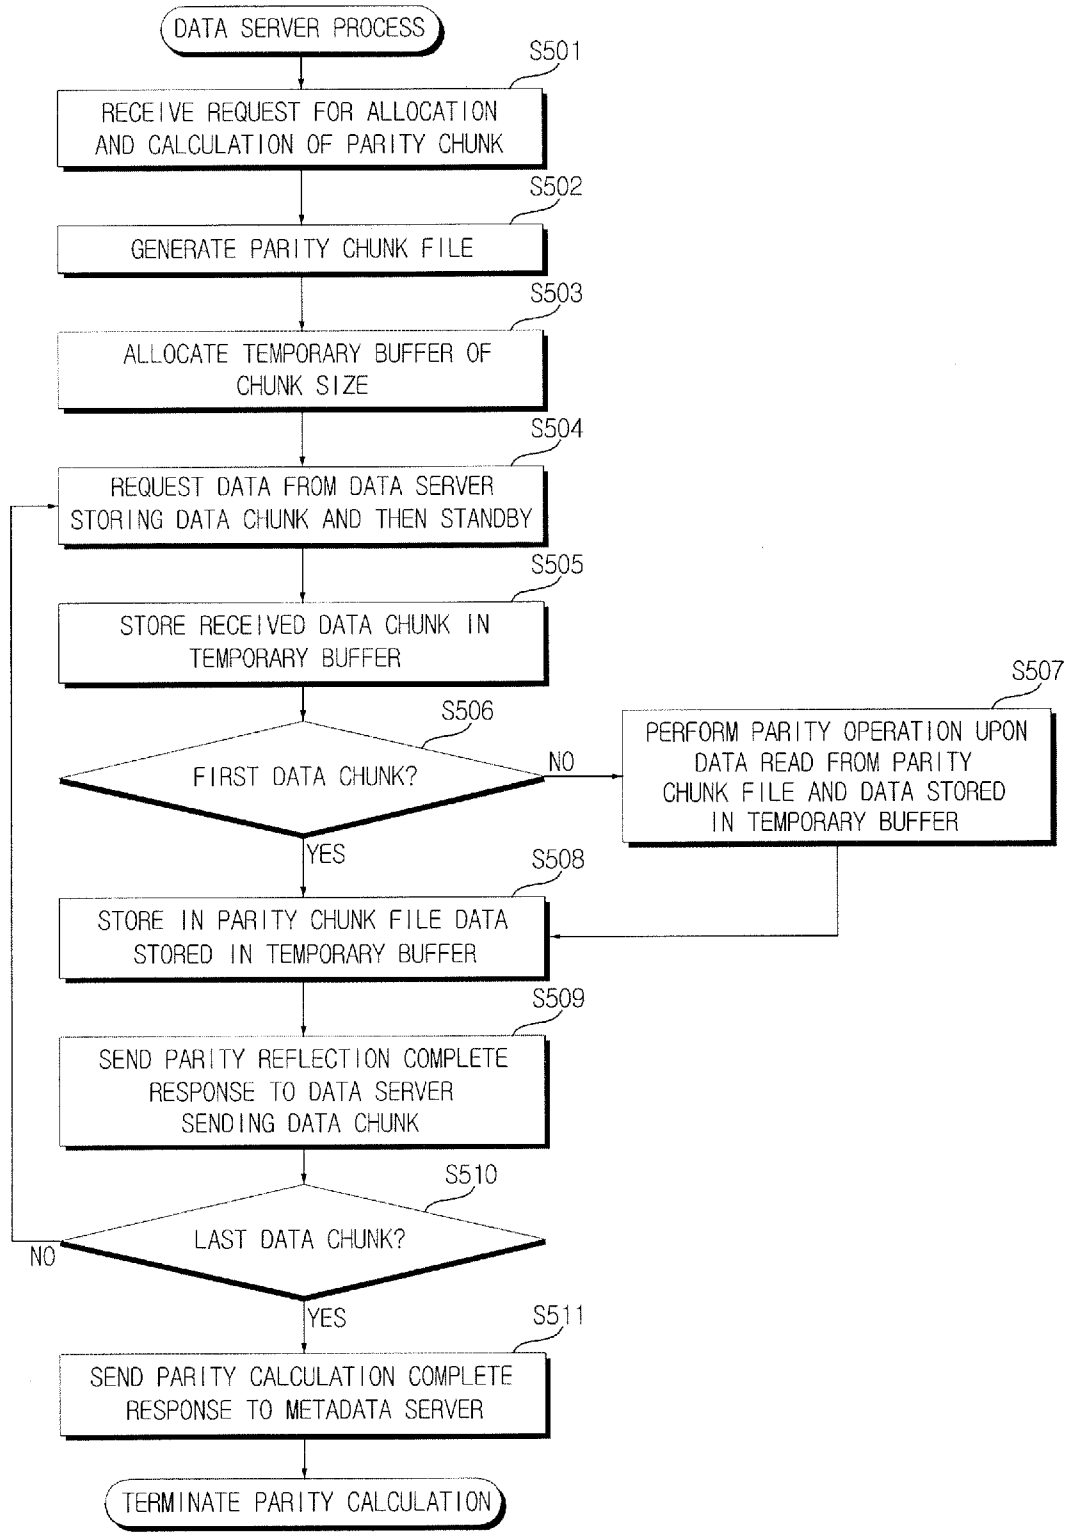 DATA SERVER PROCESS
S501
RECEIVE REQUEST FOR ALLOCATION
AND CALCULATION OF PARITY CHUNK
S502
GENERATE PARITY CHUNK FILE
S503
ALLOCATE TEMPORARY BUFFER OF
CHUNK SIZE
S504
REQUEST DATA FROM DATA SERVER
STORING DATA CHUNK AND THEN STANDBY
S505
STORE RECEIVED DATA CHUNK IN
TEMPORARY BUFFER
S506
FIRST DATA CHUNK?
NO
YES
S507
PERFORM PARITY OPERATION UPON
DATA READ FROM PARITY
CHUNK FILE AND DATA STORED
IN TEMPORARY BUFFER
S508
STORE IN PARITY CHUNK FILE DATA
STORED IN TEMPORARY BUFFER
S509
SEND PARITY REFLECTION COMPLETE
RESPONSE TO DATA SERVER
SENDING DATA CHUNK
S510
LAST DATA CHUNK?
NO
YES
S511
SEND PARITY CALCULATION COMPLETE
RESPONSE TO METADATA SERVER
TERMINATE PARITY CALCULATION